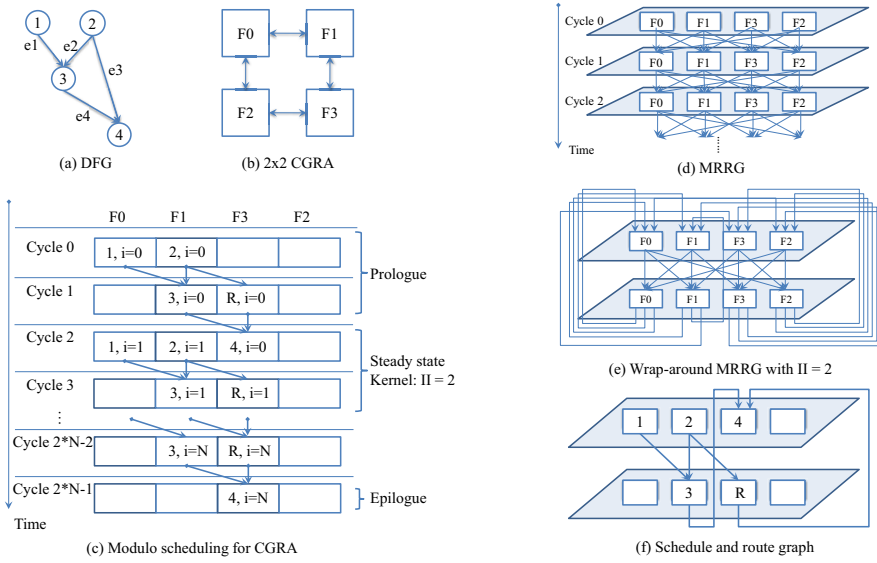 1
2
e1
e2
3
e3
e4
4
(a) DFG
F0
F1
F2
F3
(b) 2x2 CGRA
F0 F1 F3 F2
Cycle 0
1, i=0
2, i=0
Prologue
Cycle 1
3, i=0
R, i=0
Cycle 2
1, i=1
2, i=1
4, i=0
Steady state
Kernel: II = 2
Cycle 3
3, i=1
R, i=1
Cycle 2*N-2
3, i=N
R, i=N
Cycle 2*N-1
4, i=N
Epilogue
Time
(c) Modulo scheduling for CGRA
Cycle 0
F0 F1 F3 F2
Cycle 1
F0 F1 F3 F2
Cycle 2
F0 F1 F3 F2
Time
(d) MRRG
F0 F1 F3 F2
F0 F1 F3 F2
(e) Wrap-around MRRG with II = 2
1 2 4
3 R
(f) Schedule and route graph